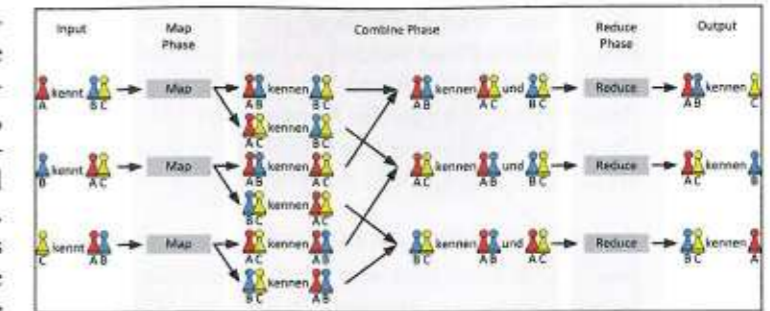 Input Map Combine Phase Reduce Output
Phase Phase
kennt Map kennen kennen und Reduce kennen
A B C A B B C A B A C B C A B C
kennen
A C B C
kennt Map kennen kennen und Reduce kennen
B A C A B A C A C A B B C A C B
kennen
B C A C
kennt Map kennen kennen und Reduce kennen
C A B A C A B B C A B A C B C A
kennen
B C A B